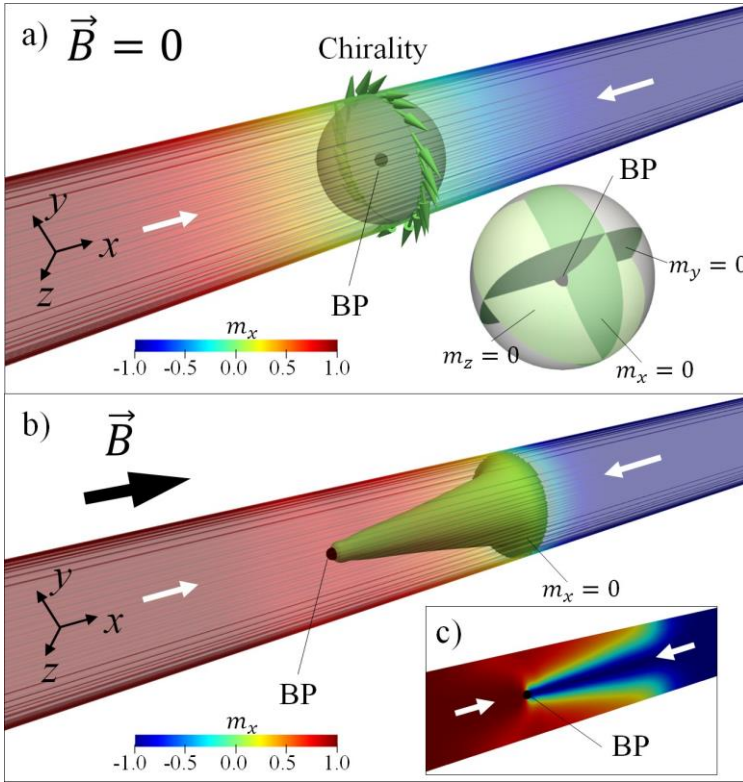 a) B⃗ = 0
Chirality
BP
BP
y
x
z
m_x
-1.0 -0.5 0.0 0.5 1.0
m_y = 0
m_z = 0
m_x = 0
b) B⃗
y
x
z
BP
m_x = 0
m_x
-1.0 -0.5 0.0 0.5 1.0
c)
BP